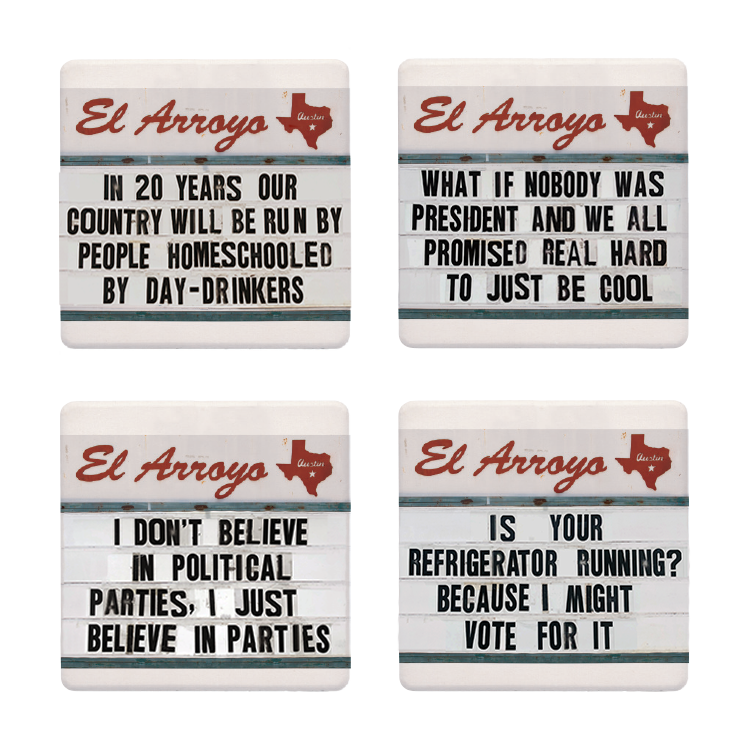 El Arroyo
Austin
IN 20 YEARS OUR
COUNTRY WILL BE RUN BY
PEOPLE HOMESCHOOLED
BY DAY-DRINKERS
El Arroyo
Austin
WHAT IF NOBODY WAS
PRESIDENT AND WE ALL
PROMISED REAL HARD
TO JUST BE COOL
El Arroyo
Austin
I DON'T BELIEVE
IN POLITICAL
PARTIES, I JUST
BELIEVE IN PARTIES
El Arroyo
Austin
IS YOUR
REFRIGERATOR RUNNING?
BECAUSE I MIGHT
VOTE FOR IT